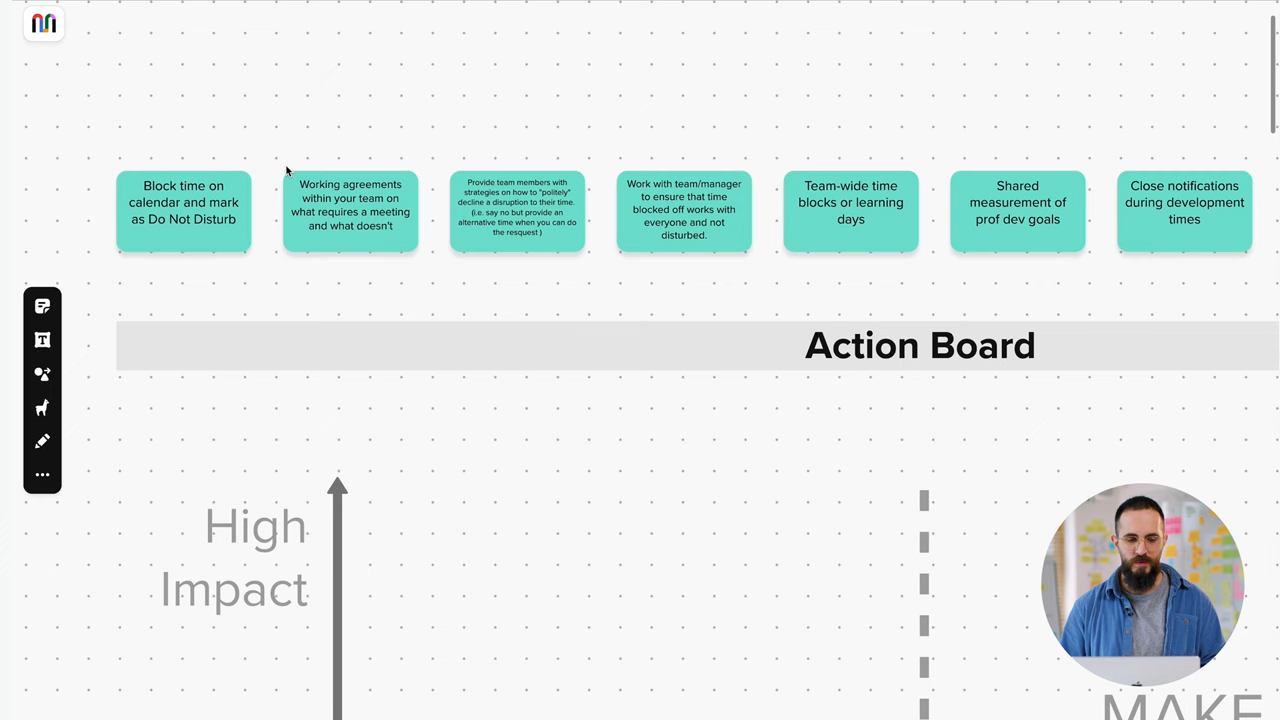 Block time on
calendar and mark
as Do Not Disturb
Working agreements
within your team on
what requires a meeting
and what doesn't
Provide team members with
strategies on how to "politely"
decline a disruption to their time.
(i.e. say no but provide an
alternative time when you can do
the resquest )
Work with team/manager
to ensure that time
blocked off works with
everyone and not
disturbed.
Team-wide time
blocks or learning
days
Shared
measurement of
prof dev goals
Close notifications
during development
times
Action Board
High
Impact
MAKE